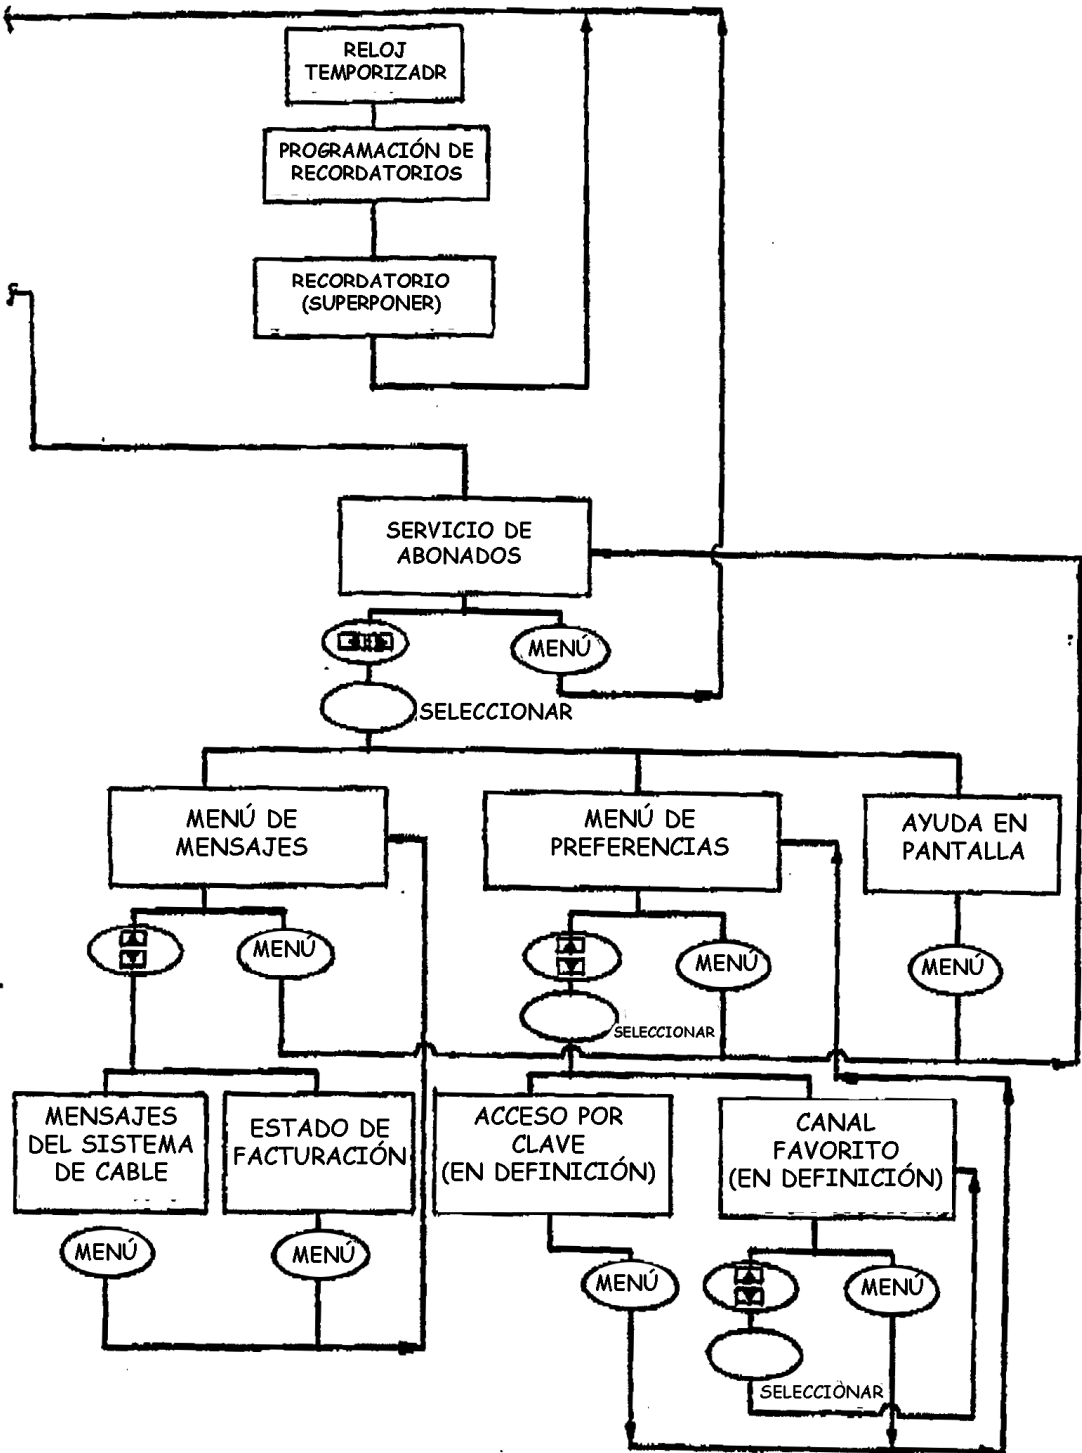 RELOJ
TEMPORIZADR
PROGRAMACIÓN DE
RECORDATORIOS
RECORDATORIO
(SUPERPONER)
SERVICIO DE
ABONADOS
MENÚ
SELECCIONAR
MENÚ DE
MENSAJES
MENÚ DE
PREFERENCIAS
AYUDA EN
PANTALLA
MENÚ
MENÚ
MENÚ
SELECCIONAR
MENSAJES
DEL SISTEMA
DE CABLE
ESTADO DE
FACTURACIÓN
ACCESO POR
CLAVE
(EN DEFINICIÓN)
CANAL
FAVORITO
(EN DEFINICIÓN)
MENÚ
MENÚ
MENÚ
MENÚ
SELECCIÒNAR